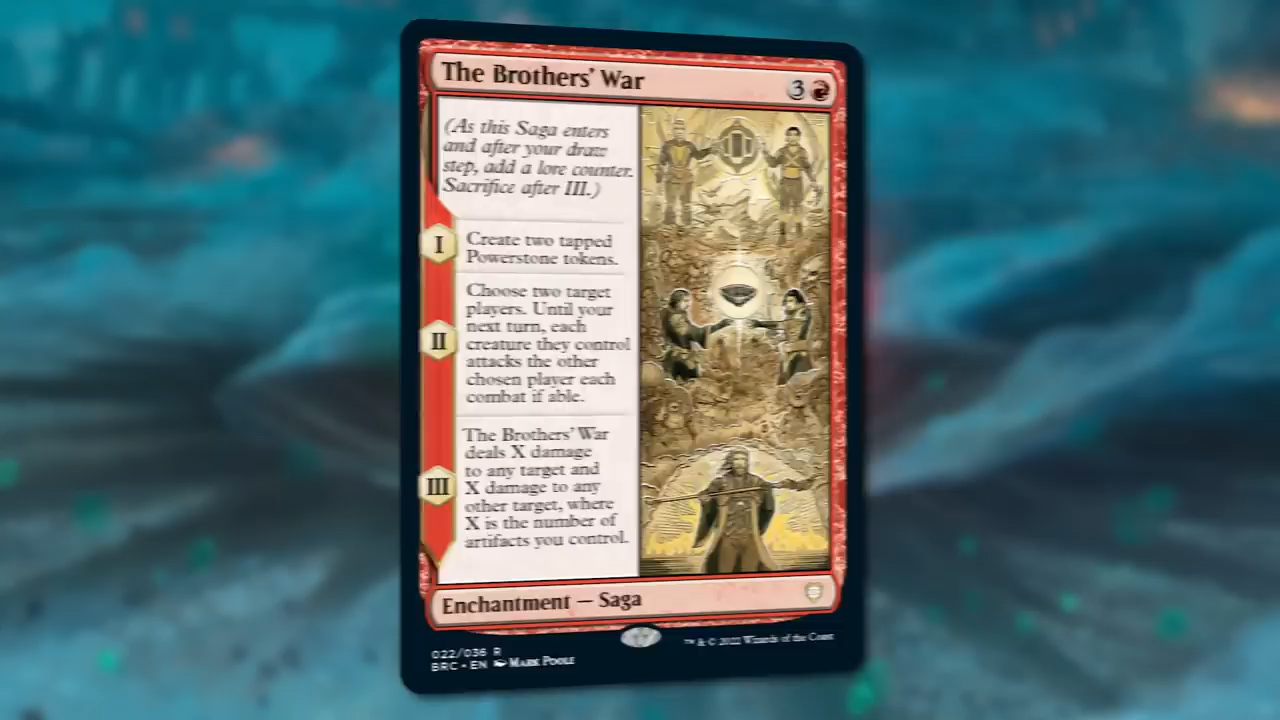 The Brothers' War
3
(As this Saga enters
and after your draw
step, add a lore counter.
Sacrifice after III.)
I
Create two tapped
Powerstone tokens.
II
Choose two target
players. Until your
next turn, each
creature they control
attacks the other
chosen player each
combat if able.
III
The Brothers' War
deals X damage
to any target and
X damage to any
other target, where
X is the number of
artifacts you control.
Enchantment — Saga
022/036 R
BRC • EN MARK POOLE
™ & © 2022 Wizards of the Coast